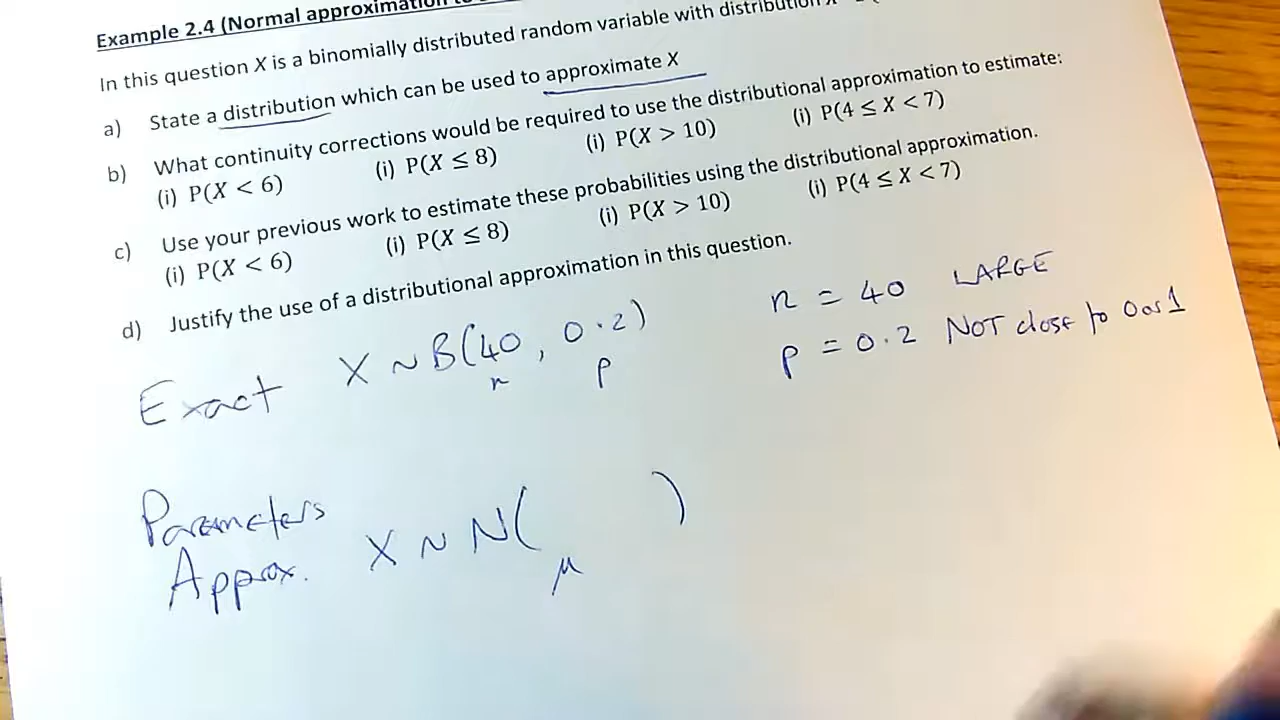 Example 2.4 (Normal approximation to
In this question X is a binomially distributed random variable with distribution X
a) State a distribution which can be used to approximate X
b) What continuity corrections would be required to use the distributional approximation to estimate:
(i) P(X < 6) (i) P(X ≤ 8) (i) P(X > 10) (i) P(4 ≤ X < 7)
c) Use your previous work to estimate these probabilities using the distributional approximation.
(i) P(X < 6) (i) P(X ≤ 8) (i) P(X > 10) (i) P(4 ≤ X < 7)
d) Justify the use of a distributional approximation in this question.
n = 40 LARGE
p = 0.2 NOT close to 0 or 1
Exact X ~ B(40, 0.2)
n p
Parameters
Approx. X ~ N( )
μ